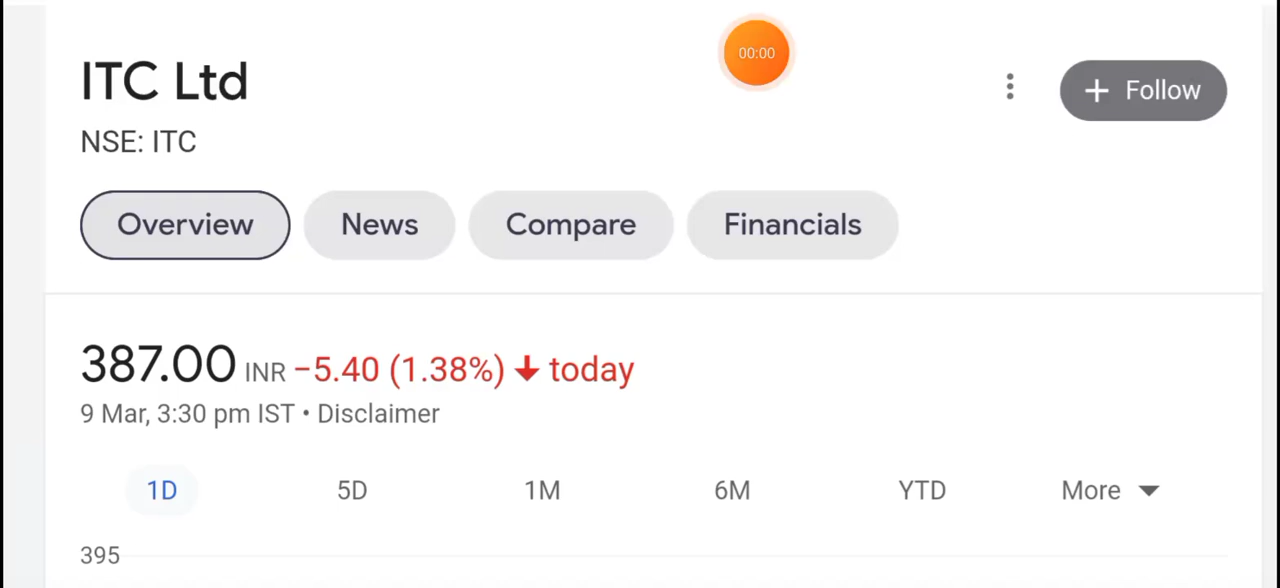 00:00
ITC Ltd
+ Follow
NSE: ITC
Overview News Compare Financials
387.00 INR −5.40 (1.38%) ↓ today
9 Mar, 3:30 pm IST • Disclaimer
1D 5D 1M 6M YTD More
395